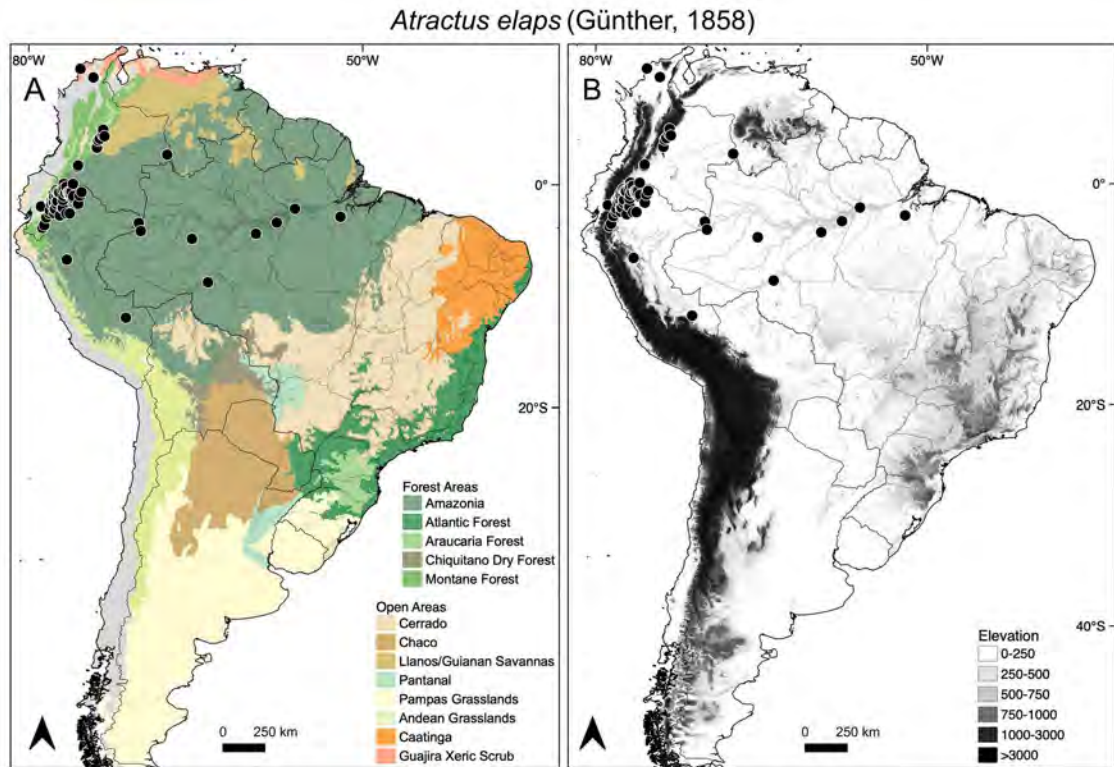 Atractus elaps (Günther, 1858)
A
80°W
50°W
0°
20°S
Forest Areas
Amazonia
Atlantic Forest
Araucaria Forest
Chiquitano Dry Forest
Montane Forest
Open Areas
Cerrado
Chaco
Llanos/Guianan Savannas
Pantanal
Pampas Grasslands
Andean Grasslands
Caatinga
Guajira Xeric Scrub
0 250 km
B
80°W
50°W
0°
20°S
40°S
Elevation
0-250
250-500
500-750
750-1000
1000-3000
>3000
0 250 km